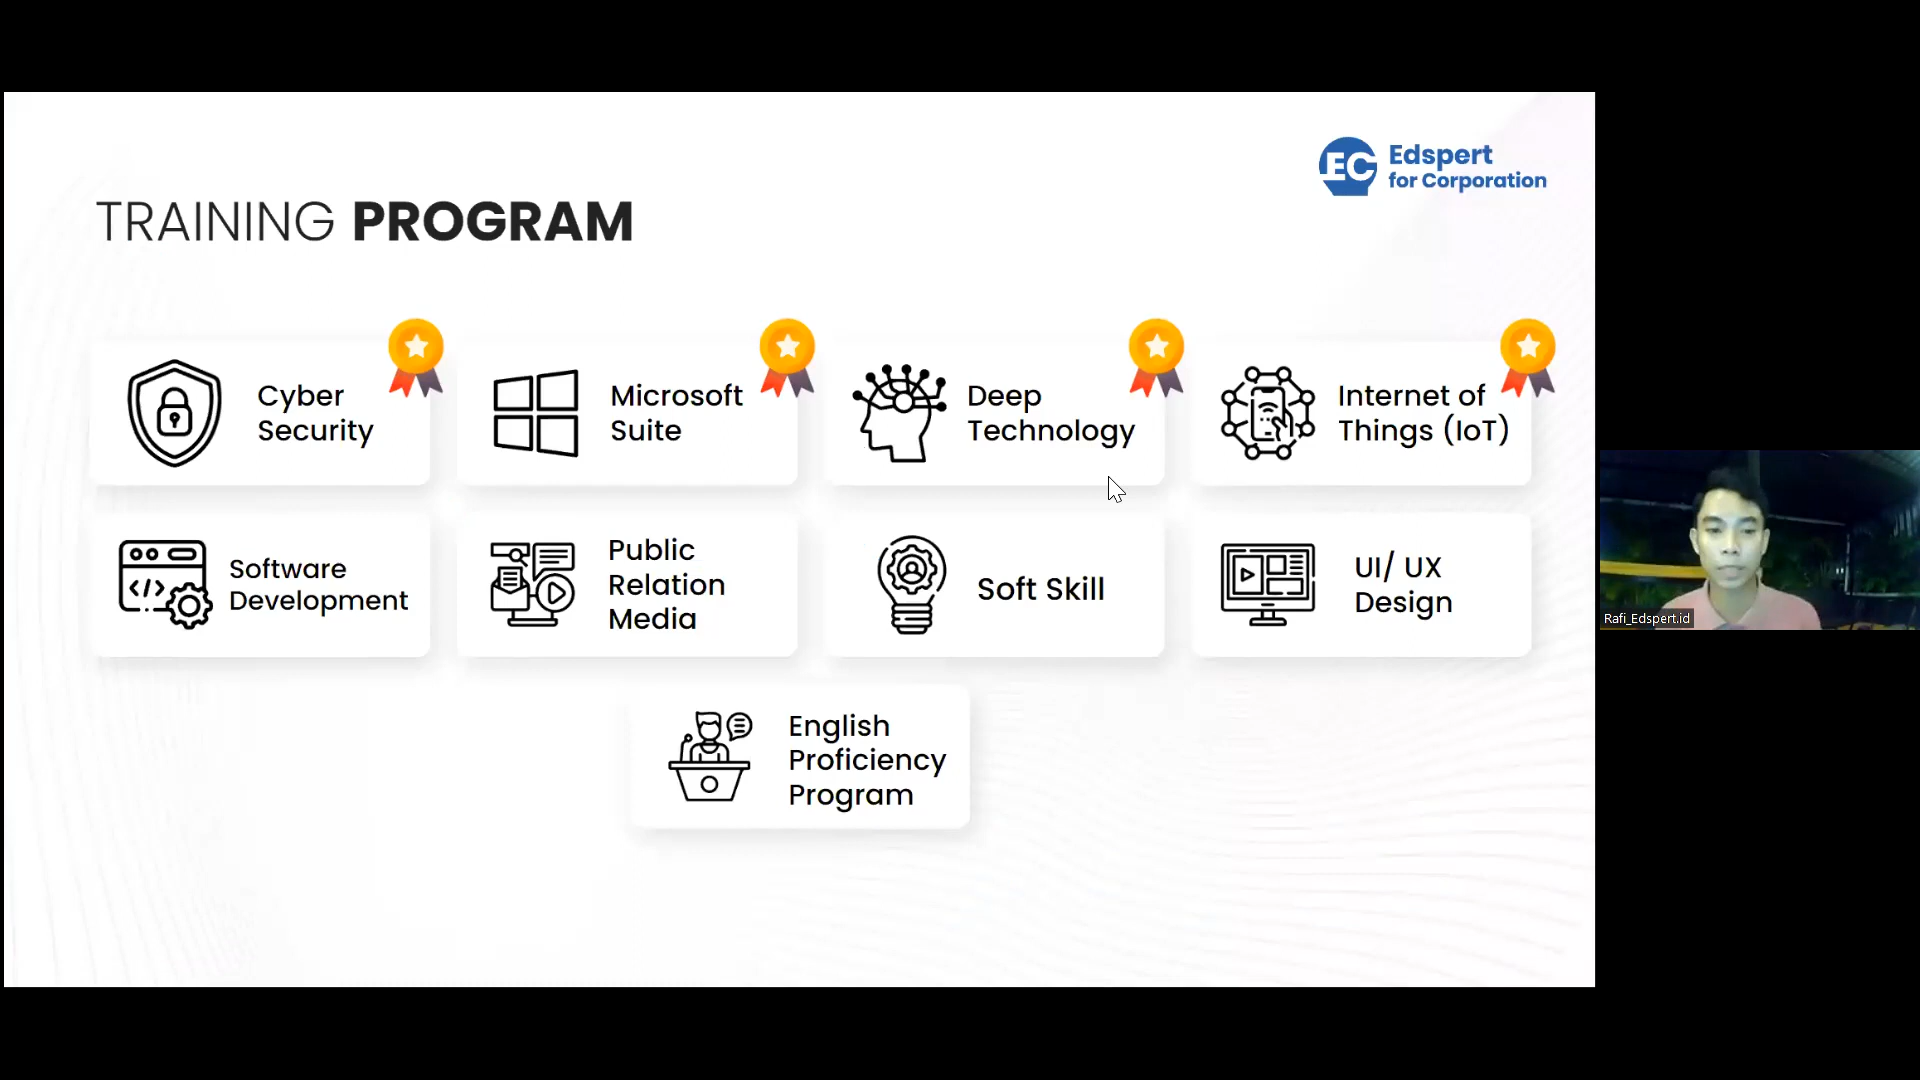 EC
Edspert
for Corporation
TRAINING PROGRAM
Cyber
Security
Microsoft
Suite
Deep
Technology
Internet of
Things (IoT)
Software
Development
Public
Relation
Media
Soft Skill
UI/ UX
Design
English
Proficiency
Program
Rafi_Edspert.id